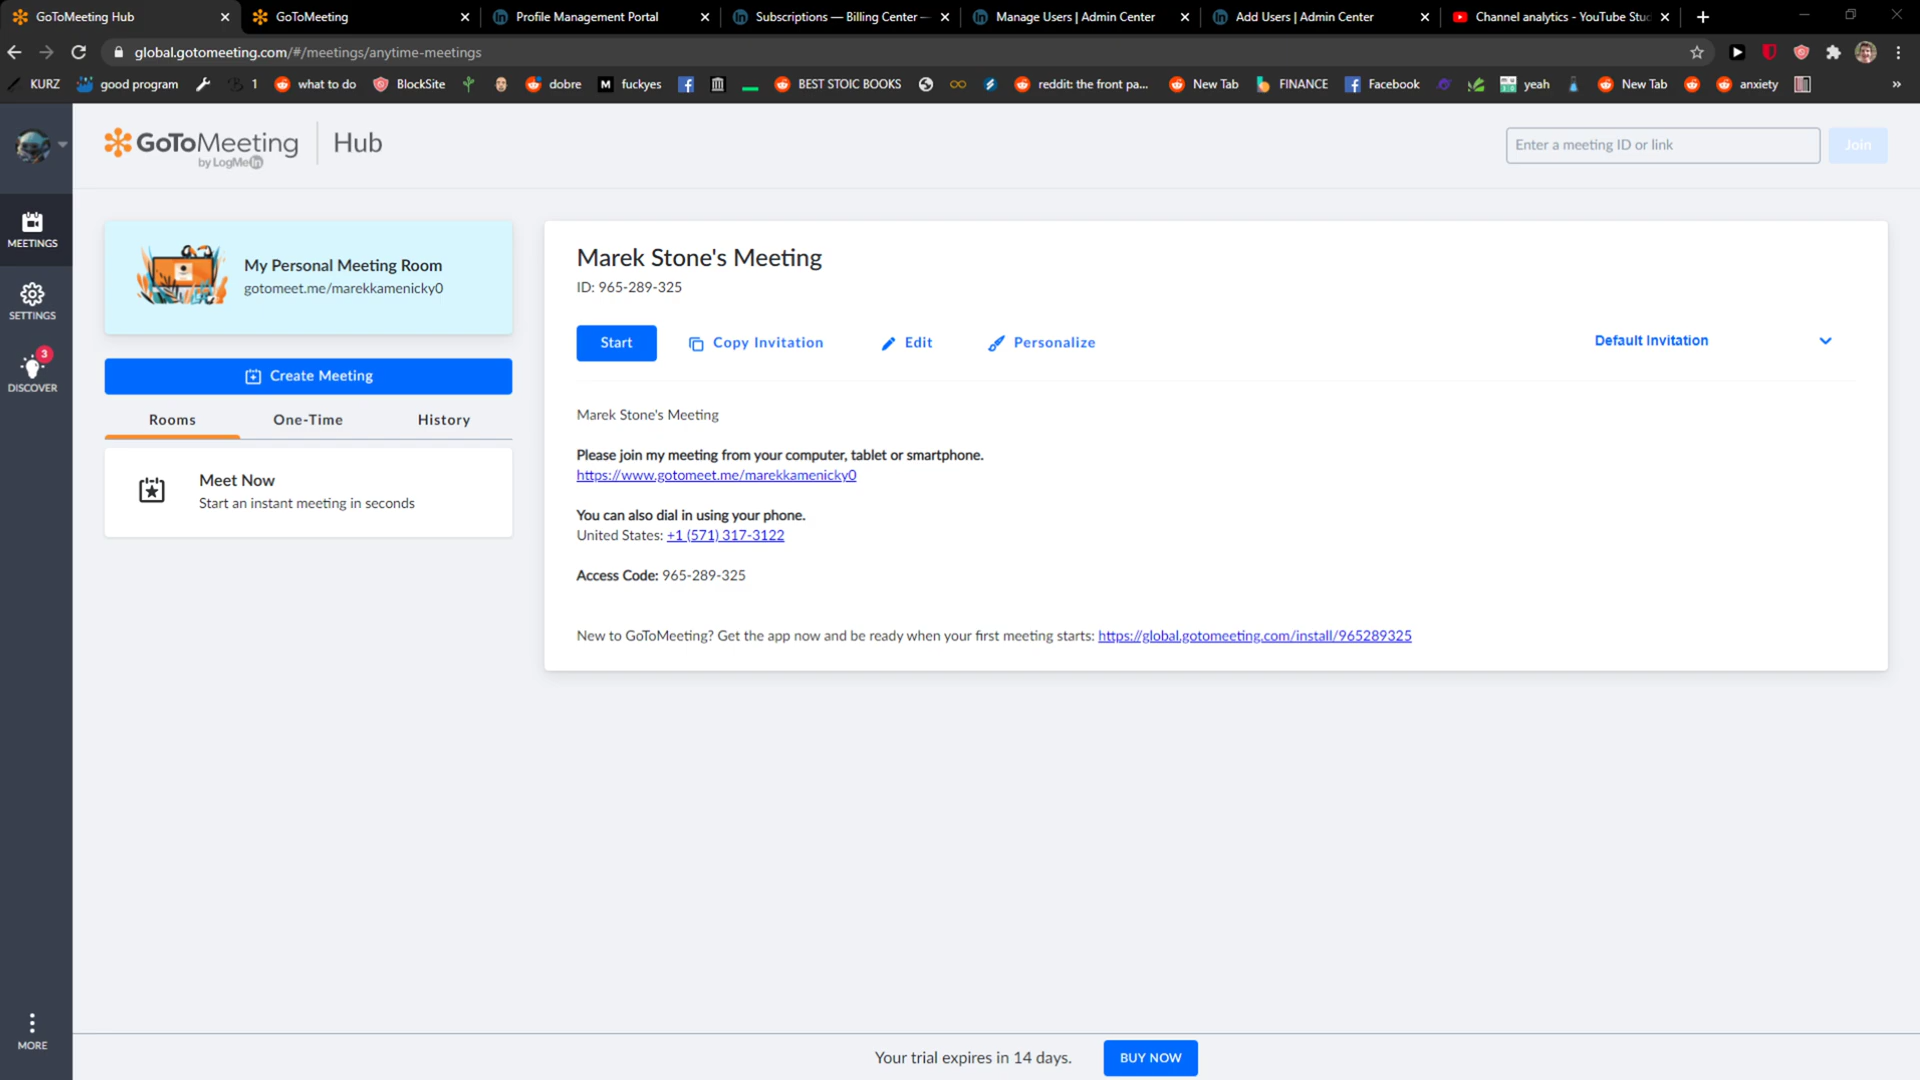 GoToMeeting Hub
GoToMeeting
Profile Management Portal
Subscriptions — Billing Center –
Manage Users | Admin Center
Add Users | Admin Center
Channel analytics - YouTube Stu
global.gotomeeting.com/#/meetings/anytime-meetings
KURZ
good program
1
what to do
BlockSite
dobre
fuckyes
BEST STOIC BOOKS
reddit: the front pa...
New Tab
FINANCE
Facebook
yeah
New Tab
anxiety
»
GoToMeeting
by LogMein
Hub
Enter a meeting ID or link
Join
MEETINGS
SETTINGS
3
DISCOVER
MORE
My Personal Meeting Room
gotomeet.me/marekkamenicky0
Create Meeting
Rooms
One-Time
History
Meet Now
Start an instant meeting in seconds
Marek Stone's Meeting
ID: 965-289-325
Start
Copy Invitation
Edit
Personalize
Default Invitation
Marek Stone's Meeting
Please join my meeting from your computer, tablet or smartphone.
https://www.gotomeet.me/marekkamenicky0
You can also dial in using your phone.
United States: +1 (571) 317-3122
Access Code: 965-289-325
New to GoToMeeting? Get the app now and be ready when your first meeting starts: https://global.gotomeeting.com/install/965289325
Your trial expires in 14 days.
BUY NOW